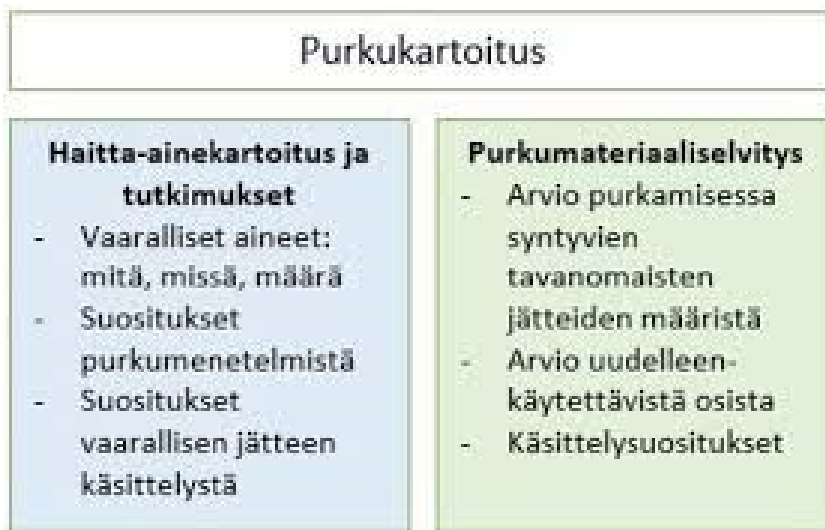 Purkukartoitus
Haitta-ainekartoitus ja
tutkimukset
- Vaaralliset aineet:
mitä, missä, määrä
- Suositukset
purkumenetelmistä
- Suositukset
vaarallisen jätteen
käsittelystä
Purkumateriaaliselvitys
- Arvio purkamisessa
syntyvien
tavanomaisten
jätteiden määristä
- Arvio uudelleen-
käytettävistä osista
- Käsittelysuositukset